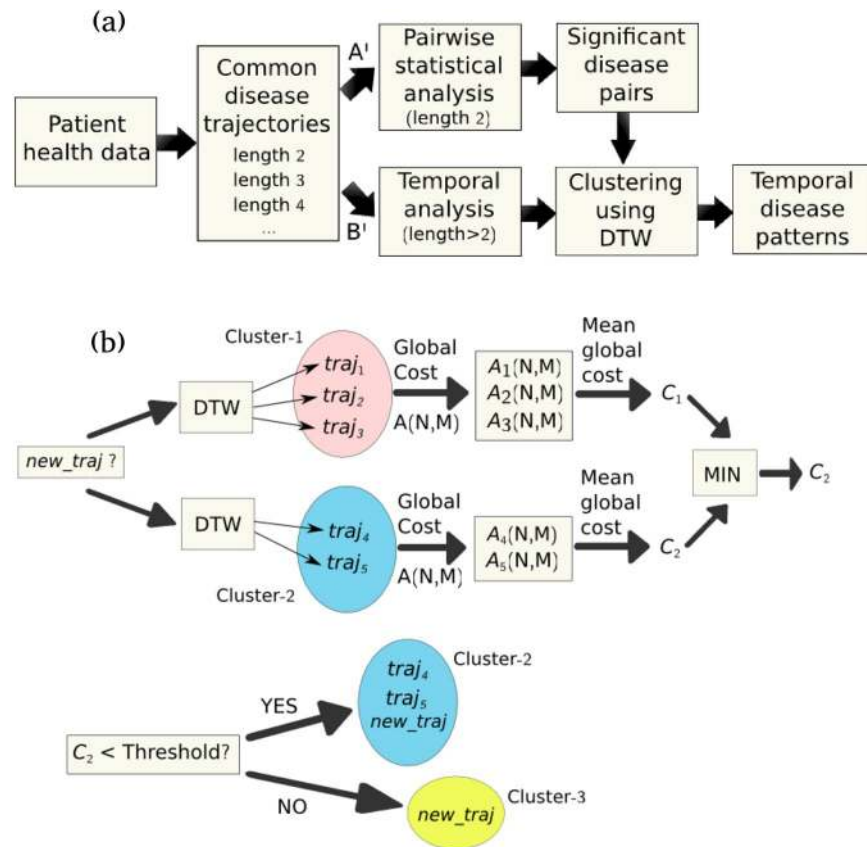 (a)
Patient
health data
Common
disease
trajectories
length 2
length 3
length 4
...
A'
B'
Pairwise
statistical
analysis
(length 2)
Significant
disease
pairs
Temporal
analysis
(length>2)
Clustering
using
DTW
Temporal
disease
patterns
(b)
new_traj ?
DTW
Cluster-1
traj₁
traj₂
traj₃
Global
Cost
A(N,M)
A₁(N,M)
A₂(N,M)
A₃(N,M)
Mean
global
cost
C₁
DTW
traj₄
traj₅
Cluster-2
Global
Cost
A(N,M)
A₄(N,M)
A₅(N,M)
Mean
global
cost
C₂
MIN
C₂
C₂ < Threshold?
YES
NO
traj₄
traj₅
new_traj
Cluster-2
new_traj
Cluster-3